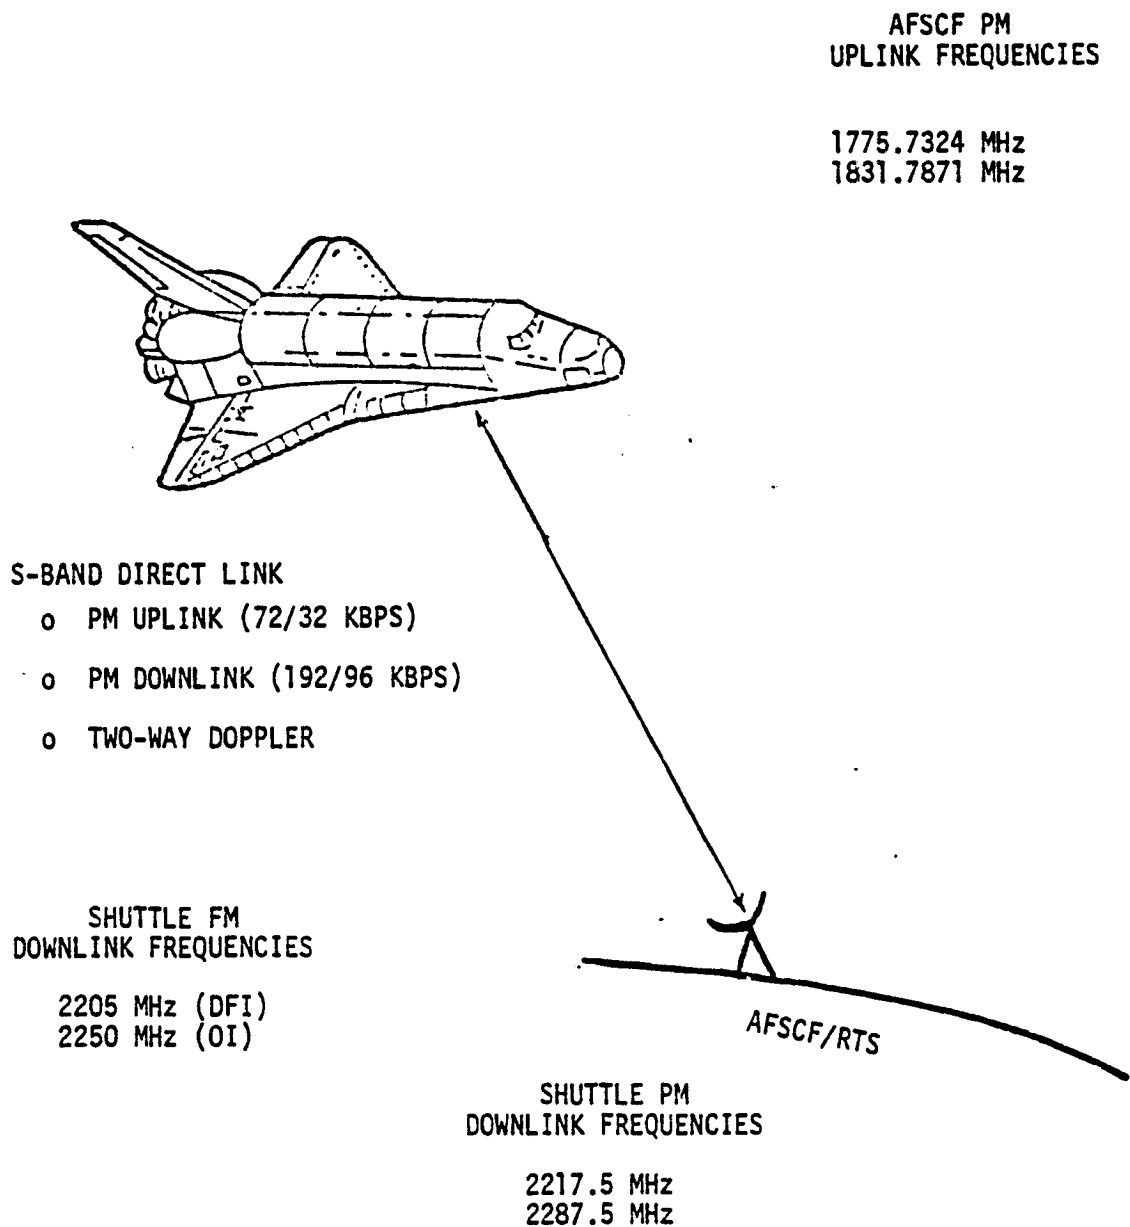 AFSCF PM
UPLINK FREQUENCIES
1775.7324 MHz
1831.7871 MHz
S-BAND DIRECT LINK
o PM UPLINK (72/32 KBPS)
o PM DOWNLINK (192/96 KBPS)
o TWO-WAY DOPPLER
SHUTTLE FM
DOWNLINK FREQUENCIES
2205 MHz (DFI)
2250 MHz (OI)
AFSCF/RTS
SHUTTLE PM
DOWNLINK FREQUENCIES
2217.5 MHz
2287.5 MHz